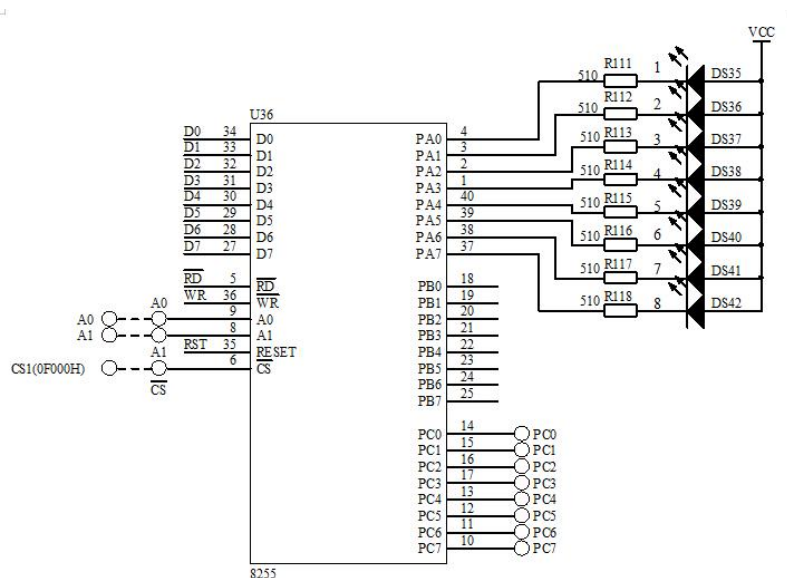 VCC
R111 1
510 DS35
R112 2
510 DS36
R113 3
510 DS37
R114 4
510 DS38
R115 5
510 DS39
R116 6
510 DS40
R117 7
510 DS41
R118 8
510 DS42
U36
D0 34 D0 PA0 4
D1 33 D1 PA1 3
D2 32 D2 PA2 2
D3 31 D3 PA3 1
D4 30 D4 PA4 40
D5 29 D5 PA5 39
D6 28 D6 PA6 38
D7 27 D7 PA7 37
RD 5 RD PB0 18
WR 36 WR PB1 19
A0 A0 9 A0 PB2 20
A1 8 A1 PB3 21
RST 35 RESET PB4 22
CS1(0F000H) A1 6 CS PB5 23
CS PB6 24
PB7 25
PC0 14 PC0
PC1 15 PC1
PC2 16 PC2
PC3 17 PC3
PC4 13 PC4
PC5 12 PC5
PC6 11 PC6
PC7 10 PC7
8255